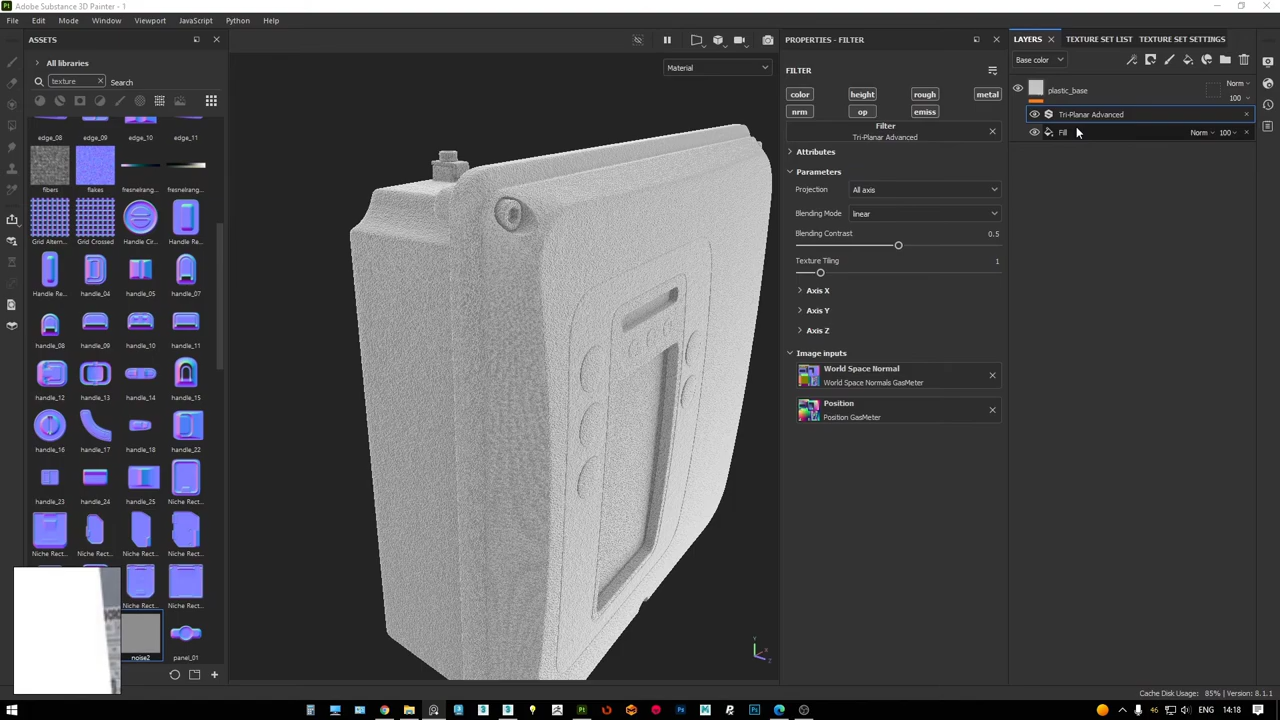 Adobe Substance 3D Painter - 1
File Edit Mode Window Viewport JavaScript Python Help
ASSETS
All libraries
texture
Search
edge_08 edge_09 edge_10 edge_11
fibers flakes fresnelrang... fresnelrang...
Grid Altern... Grid Crossed Handle Cir... Handle Re...
Handle Re... handle_04 handle_05 handle_07
handle_08 handle_09 handle_10 handle_11
handle_12 handle_13 handle_14 handle_15
handle_16 handle_17 handle_18 handle_22
handle_23 handle_24 handle_25 Niche Rect...
Niche Rect... Niche Rect... Niche Rect... Niche Rect...
Niche Rect... Niche Rect...
noise2 panel_01
Material
Y
X
Z
PROPERTIES - FILTER
FILTER
color height rough metal
nrm op emiss
Filter
Tri-Planar Advanced
Attributes
Parameters
Projection All axis
Blending Mode linear
Blending Contrast 0.5
Texture Tiling 1
Axis X
Axis Y
Axis Z
Image inputs
World Space Normal
World Space Normals GasMeter
Position
Position GasMeter
LAYERS TEXTURE SET LIST TEXTURE SET SETTINGS
Base color
plastic_base Norm
100
Tri-Planar Advanced
Fill Norm 100
Cache Disk Usage: 85% | Version: 8.1.1
ENG 14:18